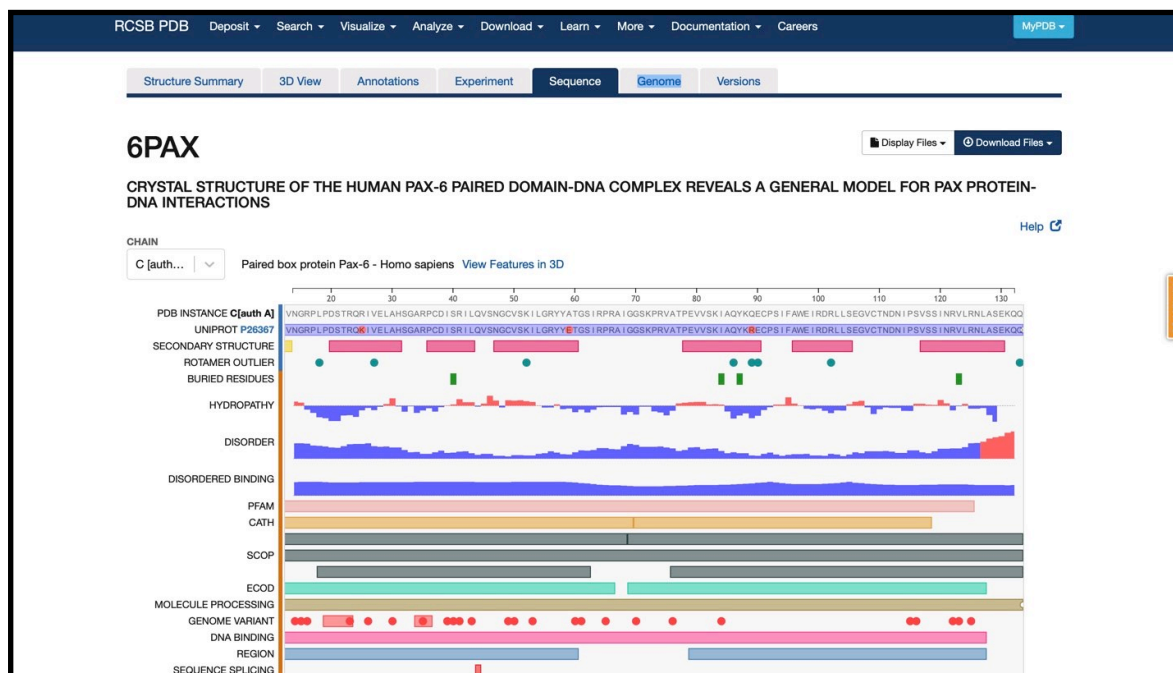 RCSB PDB Deposit Search Visualize Analyze Download Learn More Documentation Careers MyPDB
Structure Summary 3D View Annotations Experiment Sequence Genome Versions
6PAX
Display Files Download Files
CRYSTAL STRUCTURE OF THE HUMAN PAX-6 PAIRED DOMAIN-DNA COMPLEX REVEALS A GENERAL MODEL FOR PAX PROTEIN-
DNA INTERACTIONS
Help
CHAIN
C [auth... Paired box protein Pax-6 - Homo sapiens View Features in 3D
20 30 40 50 60 70 80 90 100 110 120 130
PDB INSTANCE C[auth A] VNGRPLPDSTRQRIVELAHSGARPCDISRILQVSNGCVSKILGRYYATGSIRPRAIGGSKPRVATPEVVSKIAQYKQECPSIFAWEIRDRLLSEGVCTNDNIPSVSSINRVLRNLASEKQQ
UNIPROT P26367 VNGRPLPDSTRQKIVELAHSGARPCDISRILQVSNGCVSKILGRYYETGSIRPRAIGGSKPRVATPEVVSKIAQYKRECPSIFAWEIRDRLLSEGVCTNDNIPSVSSINRVLRNLASEKQQ
SECONDARY STRUCTURE
ROTAMER OUTLIER
BURIED RESIDUES
HYDROPATHY
DISORDER
DISORDERED BINDING
PFAM
CATH
SCOP
ECOD
MOLECULE PROCESSING
GENOME VARIANT
DNA BINDING
REGION
SEQUENCE SPLICING